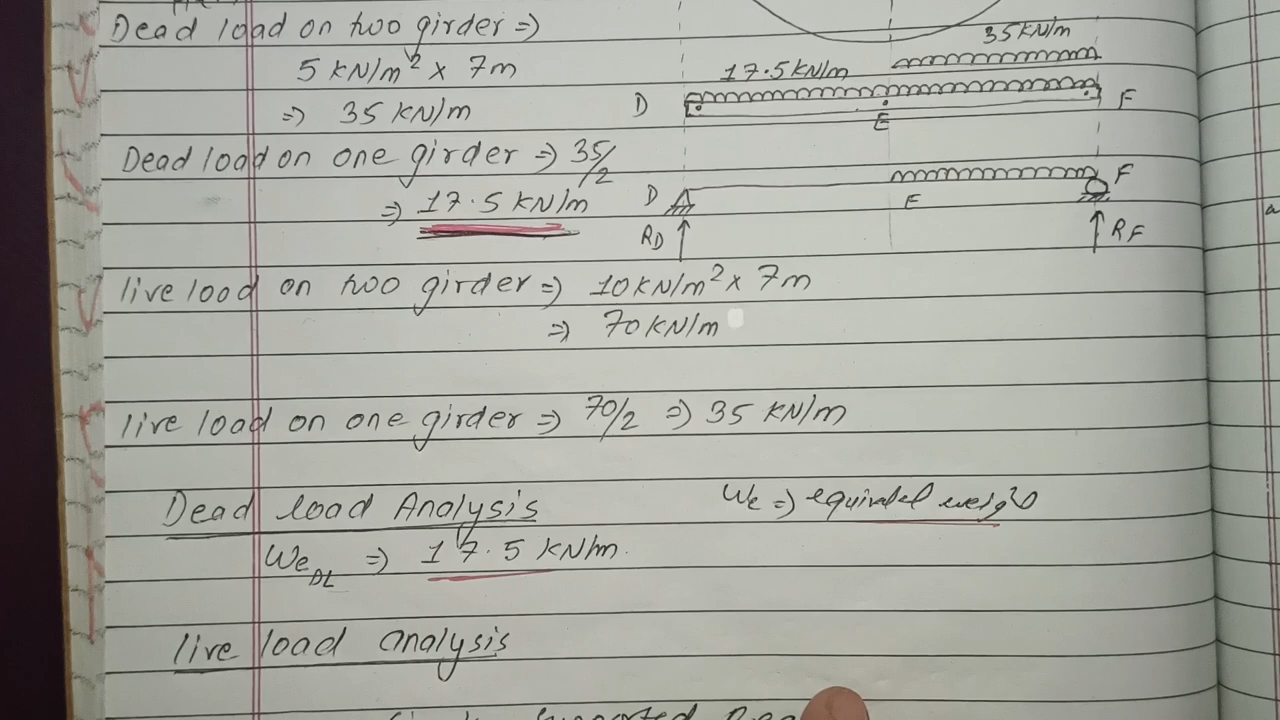 Dead load on two girder ⇒
5 KN/m² x 7m
⇒ 35 KN/m
Dead load on one girder ⇒ 35/2
⇒ 17.5 KN/m
35 KN/m
17.5 KN/m
D
E
F
D
E
F
RD
RF
live load on two girder ⇒ 10 KN/m² x 7m
⇒ 70 KN/m
live load on one girder ⇒ 70/2 ⇒ 35 KN/m
Dead load Analysis
We ⇒
WeDL ⇒ 17.5 KN/m.
live load analysis